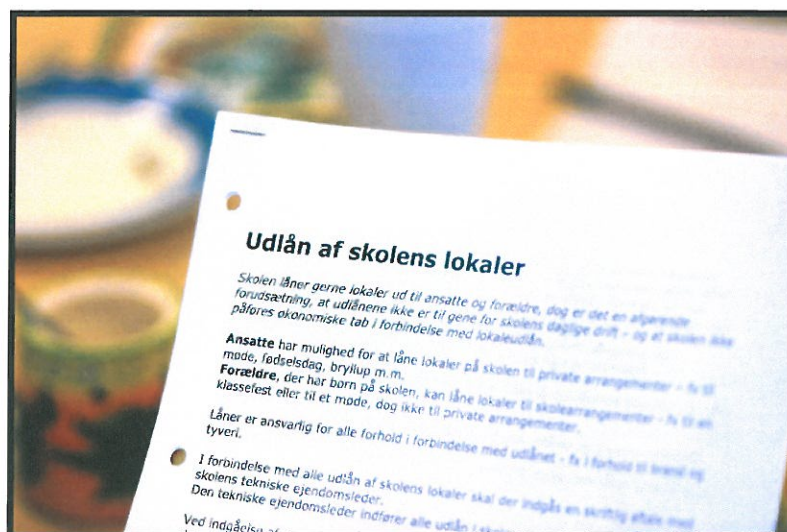 Udlån af skolens lokaler
Skolen låner gerne lokaler ud til ansatte og forældre, dog er det en afgørende
forudsætning, at udlånene ikke er til gene for skolens daglige drift – og at skolen ikke
påføres økonomiske tab i forbindelse med lokaleudlån.
Ansatte har mulighed for at låne lokaler på skolen til private arrangementer – fx til
møde, fødselsdag, bryllup m.m.
Forældre, der har børn på skolen, kan låne lokaler til skolearrangementer - fx til en
klassefest eller til et møde, dog ikke til private arrangementer.
Låner er ansvarlig for alle forhold i forbindelse med udlånet – fx i forhold til brand og
tyveri.
I forbindelse med alle udlån af skolens lokaler skal der indgås en skriftlig aftale med
skolens tekniske ejendomsleder.
Den tekniske ejendomsleder indfører alle udlån i
Ved indgåelse af